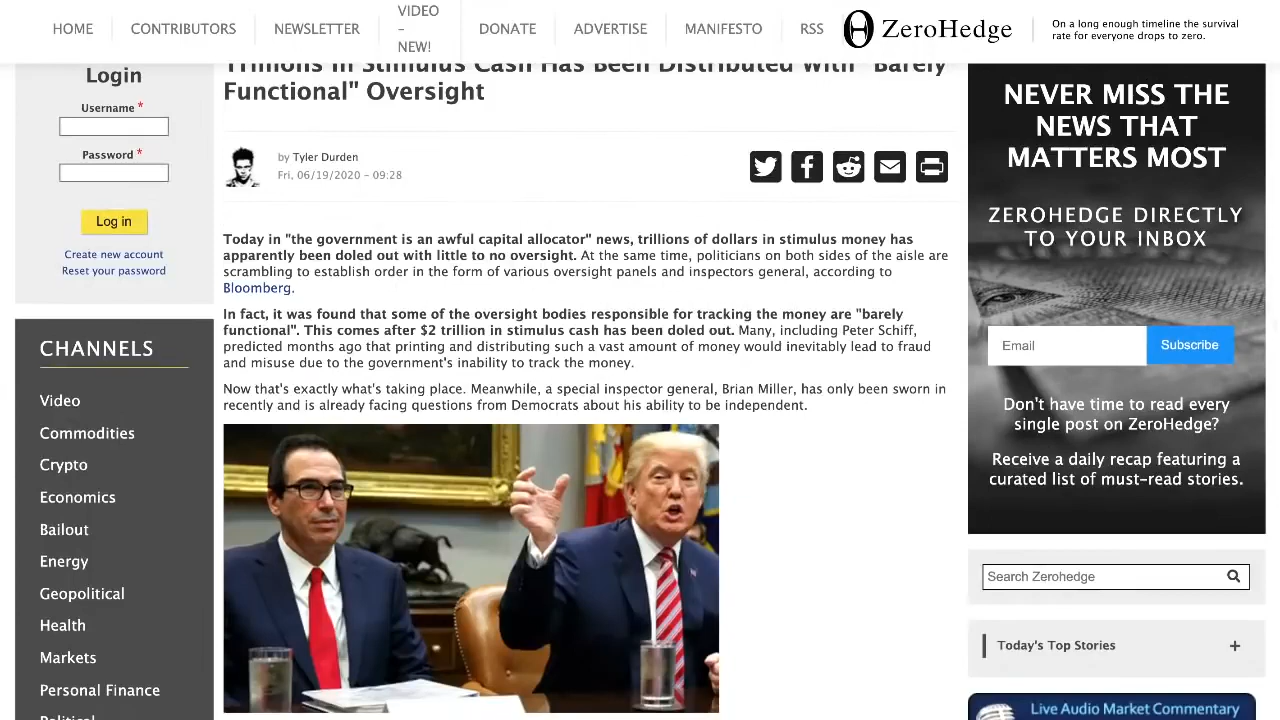 HOME
CONTRIBUTORS
NEWSLETTER
VIDEO
–
NEW!
DONATE
ADVERTISE
MANIFESTO
RSS
ZeroHedge
On a long enough timeline the survival
rate for everyone drops to zero.
Login
Username *
Password *
Log in
Create new account
Reset your password
CHANNELS
Video
Commodities
Crypto
Economics
Bailout
Energy
Geopolitical
Health
Markets
Personal Finance
Political
Trillions In Stimulus Cash Has Been Distributed With "Barely
Functional" Oversight
by Tyler Durden
Fri, 06/19/2020 - 09:28
Today in "the government is an awful capital allocator" news, trillions of dollars in stimulus money has
apparently been doled out with little to no oversight. At the same time, politicians on both sides of the aisle are
scrambling to establish order in the form of various oversight panels and inspectors general, according to
Bloomberg.
In fact, it was found that some of the oversight bodies responsible for tracking the money are "barely
functional". This comes after $2 trillion in stimulus cash has been doled out. Many, including Peter Schiff,
predicted months ago that printing and distributing such a vast amount of money would inevitably lead to fraud
and misuse due to the government's inability to track the money.
Now that's exactly what's taking place. Meanwhile, a special inspector general, Brian Miller, has only been sworn in
recently and is already facing questions from Democrats about his ability to be independent.
NEVER MISS THE
NEWS THAT
MATTERS MOST
ZEROHEDGE DIRECTLY
TO YOUR INBOX
Email
Subscribe
Don't have time to read every
single post on ZeroHedge?
Receive a daily recap featuring a
curated list of must-read stories.
Search Zerohedge
Today's Top Stories
+
Live Audio Market Commentary